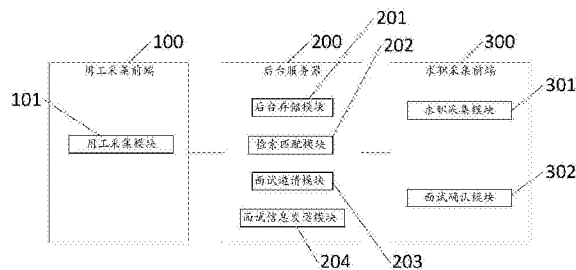 100
200
201
202
300
用工采集前端
后台服务器
求职采集前端
101
301
后台存储模块
求职采集模块
用工采集模块
检索匹配模块
面试邀请模块
302
面试确认模块
面试信息发送模块
204
203